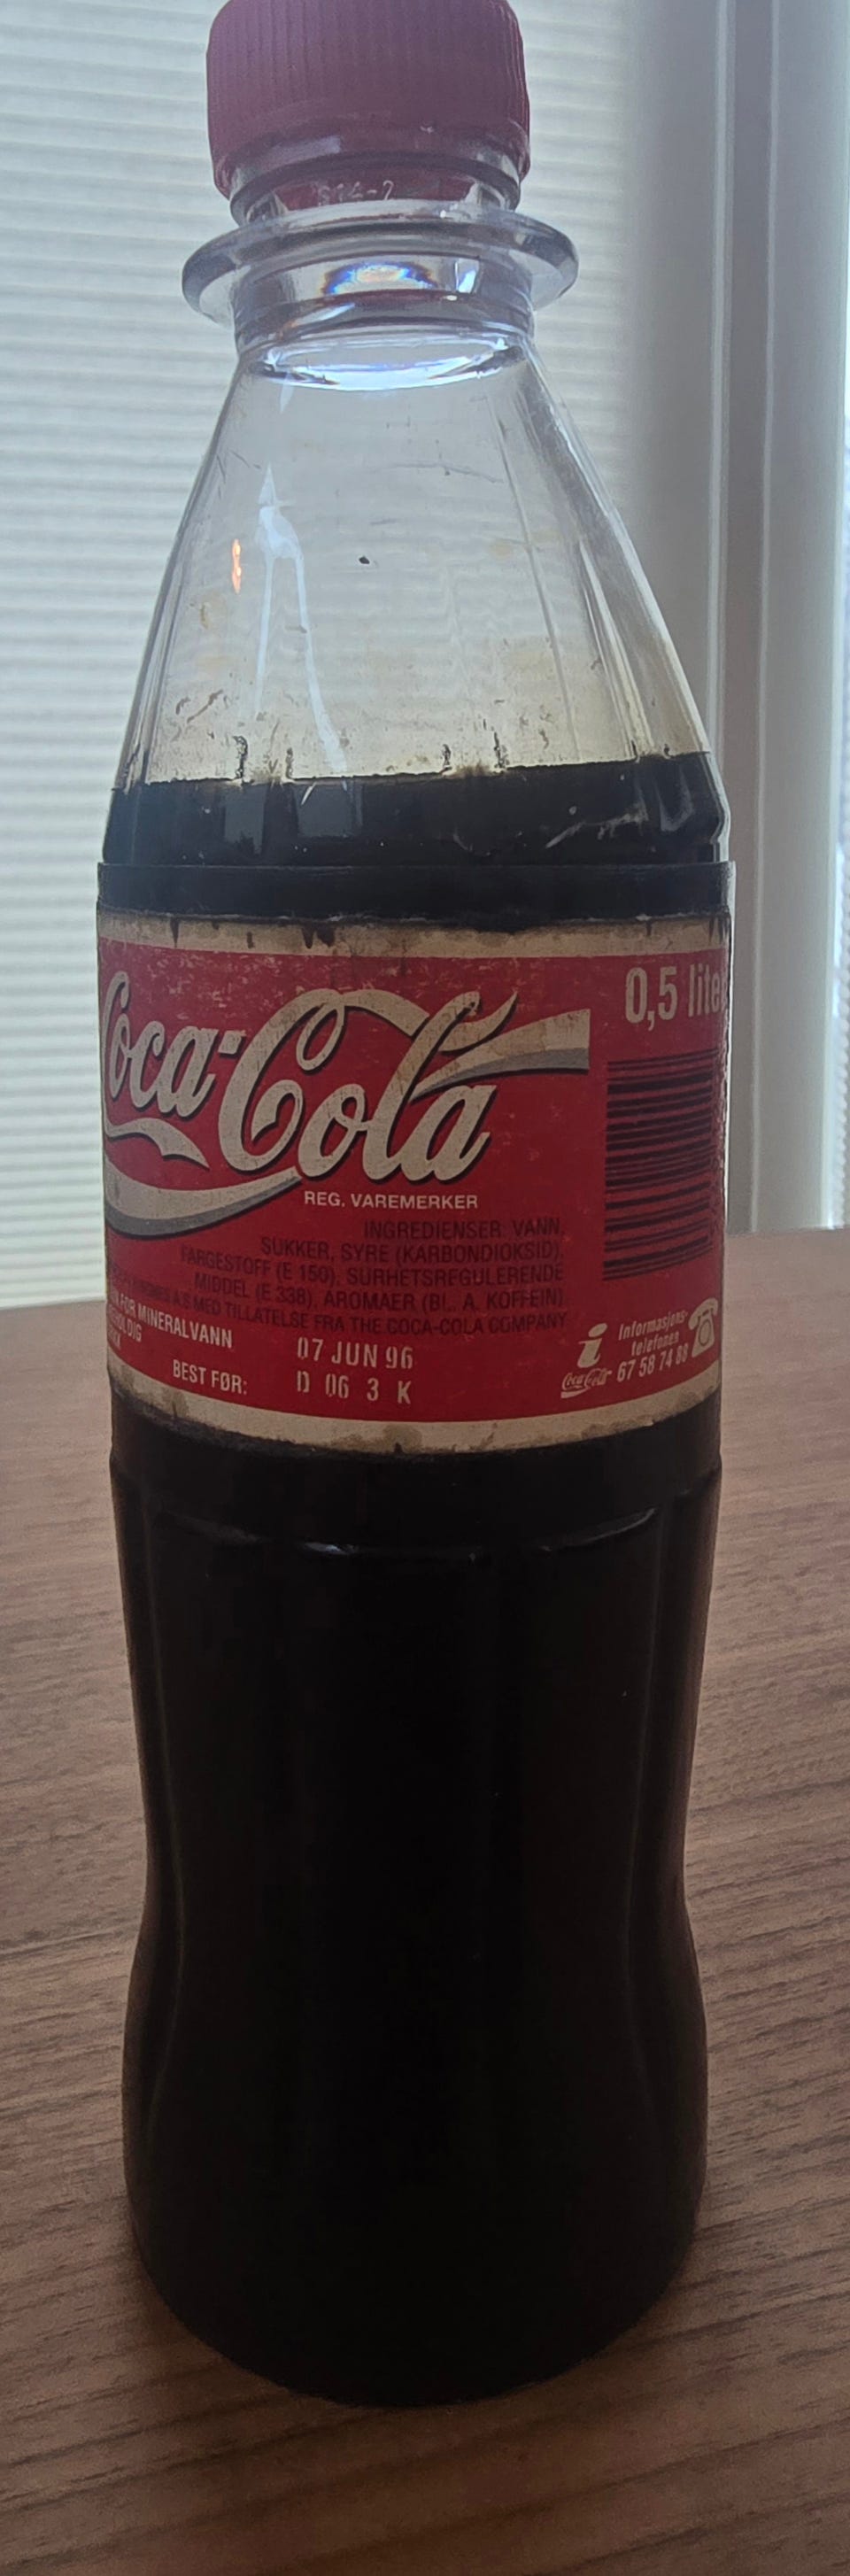 S14-2
Coca-Cola
0,5 liter
REG. VAREMERKER
INGREDIENSER: VANN,
SUKKER, SYRE (KARBONDIOKSID),
FARGESTOFF (E 150), SURHETSREGULERENDE
MIDDEL (E 338), AROMAER (BL. A. KOFFEIN).
MED TILLATELSE FRA THE COCA-COLA COMPANY
FOR MINERALVANN
BEST FØR:
07 JUN 96
D 06 3 K
i
Informasjons-
telefonen
Coca-Cola 67 58 74 88